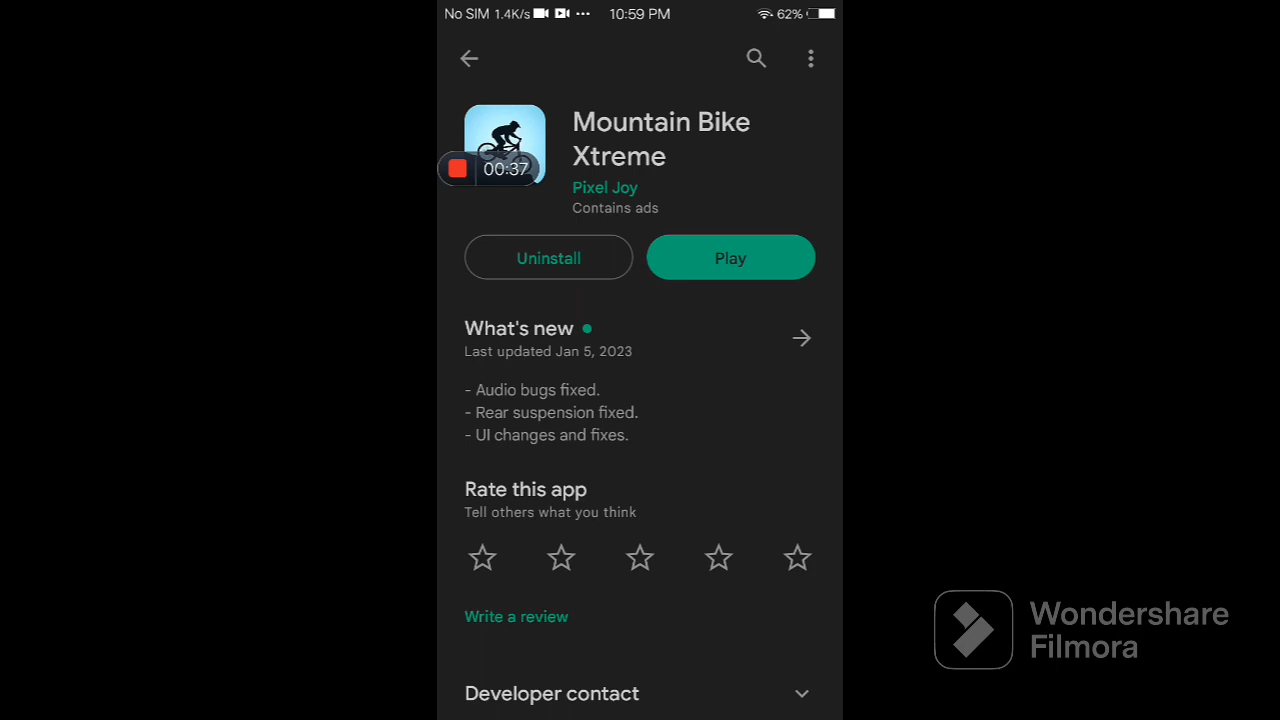 No SIM 1.4K/s ··· 10:59 PM 62%
Mountain Bike
Xtreme
00:37
Pixel Joy
Contains ads
Uninstall Play
What's new
Last updated Jan 5, 2023
- Audio bugs fixed.
- Rear suspension fixed.
- UI changes and fixes.
Rate this app
Tell others what you think
Write a review
Wondershare
Filmora
Developer contact